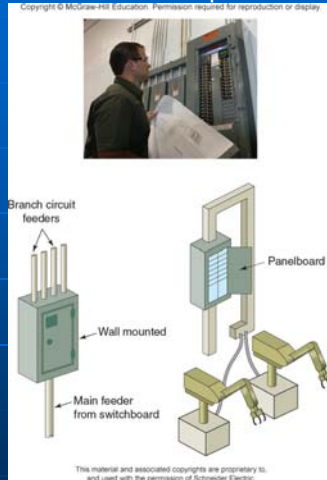 Copyright © McGraw-Hill Education. Permission required for reproduction or display.
Branch circuit
feeders
Panelboard
Wall mounted
Main feeder
from switchboard
This material and associated copyrights are proprietary to,
and used with the permission of Schneider Electric.